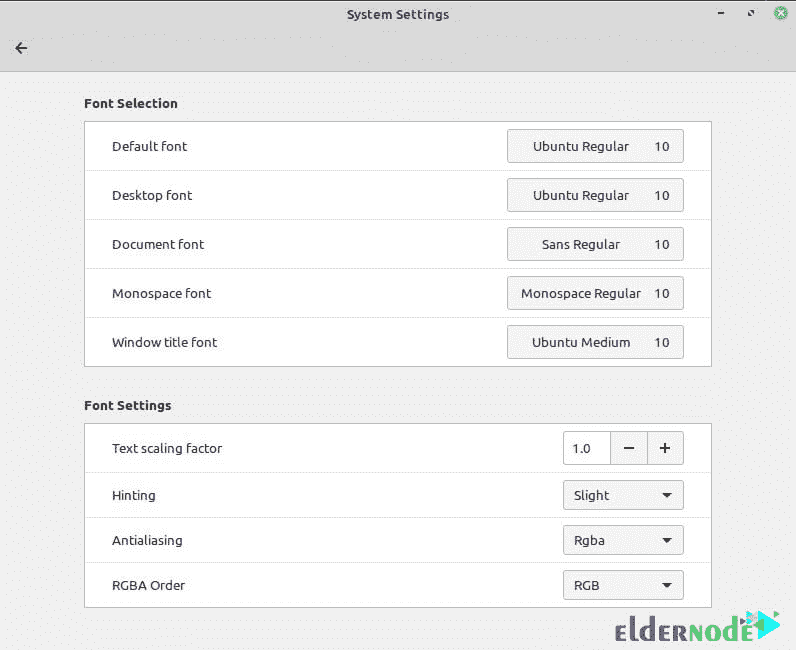 System Settings
Font Selection
Default font Ubuntu Regular 10
Desktop font Ubuntu Regular 10
Document font Sans Regular 10
Monospace font Monospace Regular 10
Window title font Ubuntu Medium 10
Font Settings
Text scaling factor 1.0 − +
Hinting Slight
Antialiasing Rgba
RGBA Order RGB
eldernode